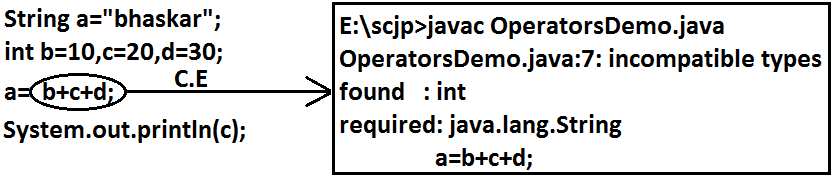 String a="bhaskar";
int b=10,c=20,d=30;
a= b+c+d;
C.E
System.out.println(c);
E:\scjp>javac OperatorsDemo.java
OperatorsDemo.java:7: incompatible types
found : int
required: java.lang.String
a=b+c+d;